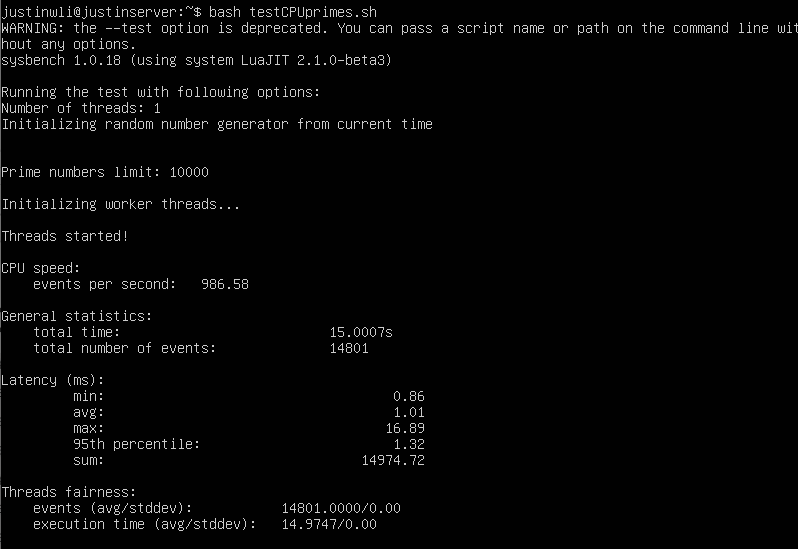 justinwli@justinserver:~$ bash testCPUprimes.sh
WARNING: the --test option is deprecated. You can pass a script name or path on the command line wit
hout any options.
sysbench 1.0.18 (using system LuaJIT 2.1.0-beta3)
Running the test with following options:
Number of threads: 1
Initializing random number generator from current time
Prime numbers limit: 10000
Initializing worker threads...
Threads started!
CPU speed:
events per second: 986.58
General statistics:
total time: 15.0007s
total number of events: 14801
Latency (ms):
min: 0.86
avg: 1.01
max: 16.89
95th percentile: 1.32
sum: 14974.72
Threads fairness:
events (avg/stddev): 14801.0000/0.00
execution time (avg/stddev): 14.9747/0.00